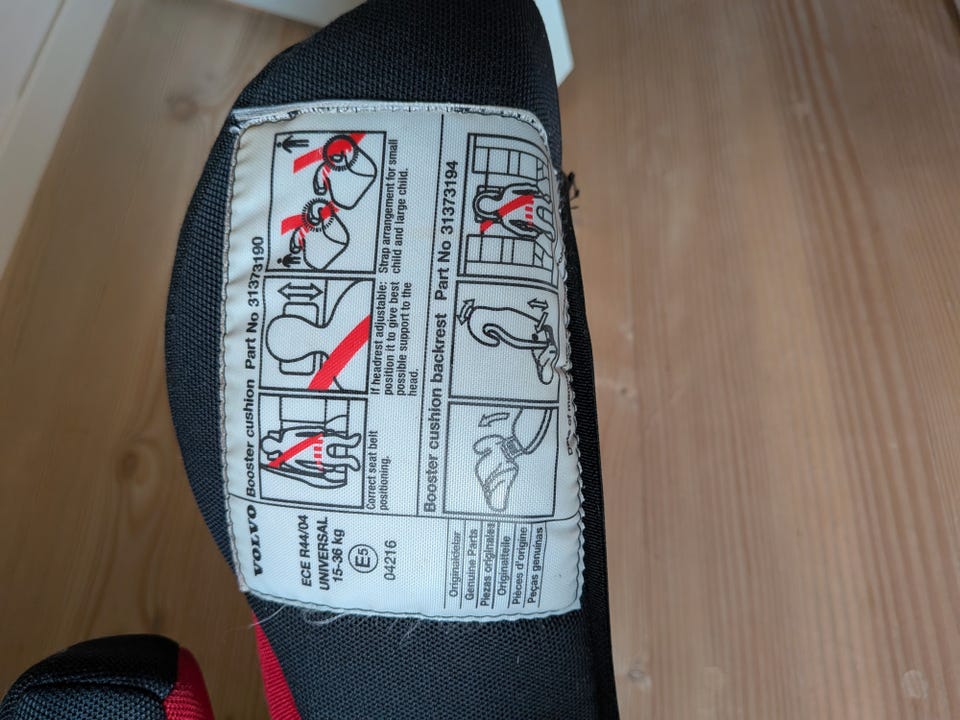 VOLVO
Booster cushion Part No 31373190
Correct seat belt
positioning.
If headrest adjustable:
position it to give best
possible support to the
head.
Strap arrangement for small
child and large child.
ECE R44/04
UNIVERSAL
15-36 kg
E5
04216
Booster cushion backrest Part No 31373194
Originaldelar
Genuine Parts
Piezas originales
Originalteile
Pièces d'origine
Peças genuínas